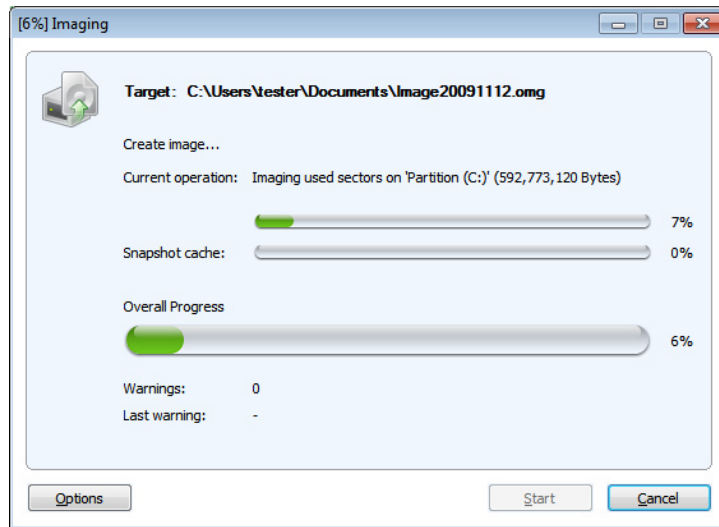 [6%] Imaging
Target: C:\Users\tester\Documents\Image20091112.omg
Create image...
Current operation: Imaging used sectors on 'Partition (C:)' (592,773,120 Bytes)
7%
Snapshot cache: 0%
Overall Progress
6%
Warnings: 0
Last warning: -
Options Start Cancel